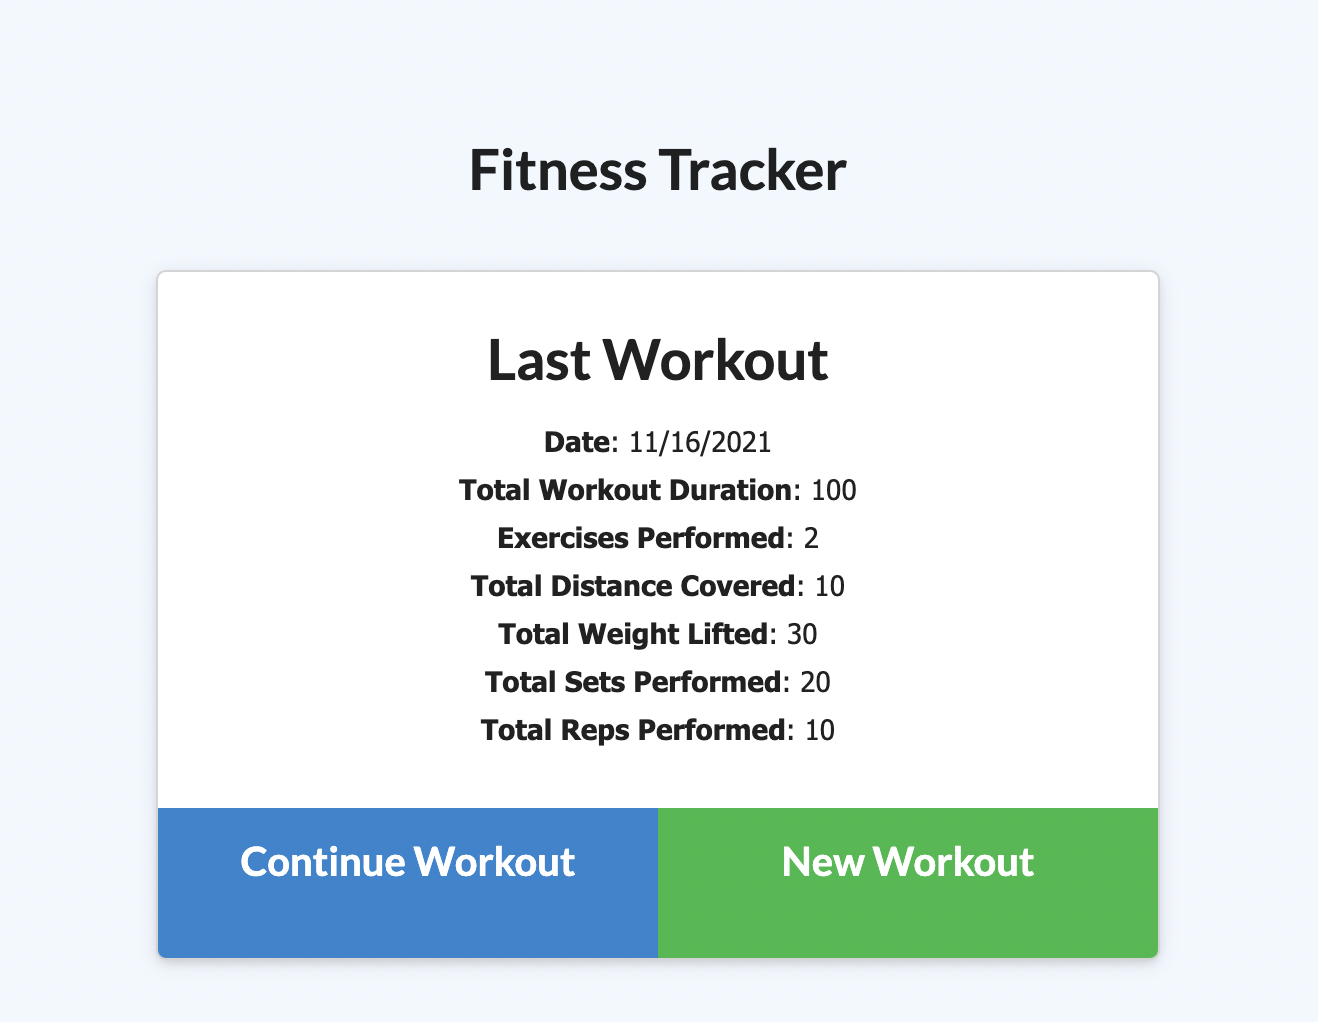 Fitness Tracker
Last Workout
Date: 11/16/2021
Total Workout Duration: 100
Exercises Performed: 2
Total Distance Covered: 10
Total Weight Lifted: 30
Total Sets Performed: 20
Total Reps Performed: 10
Continue Workout
New Workout